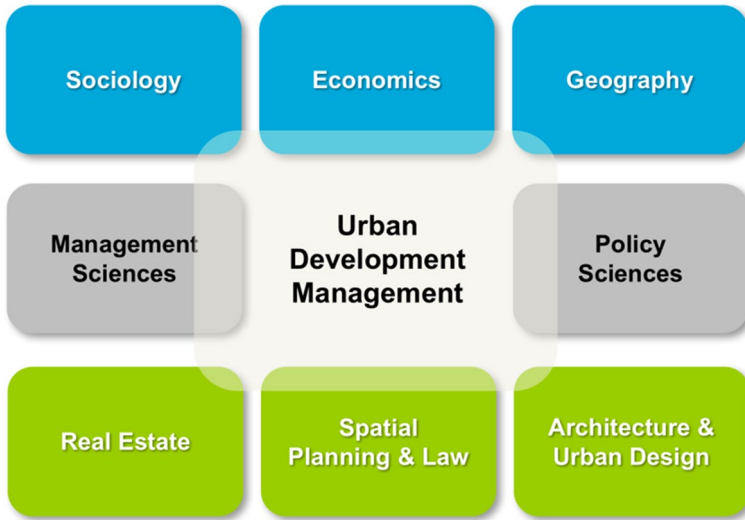 Sociology
Economics
Geography
Management
Sciences
Urban
Development
Management
Policy
Sciences
Real Estate
Spatial
Planning & Law
Architecture &
Urban Design